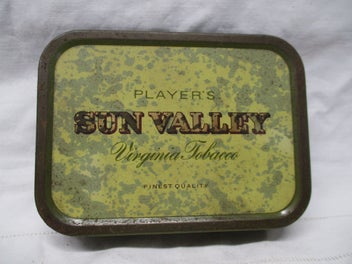 PLAYER'S
SUN VALLEY
Virginia Tobacco
FINEST QUALITY